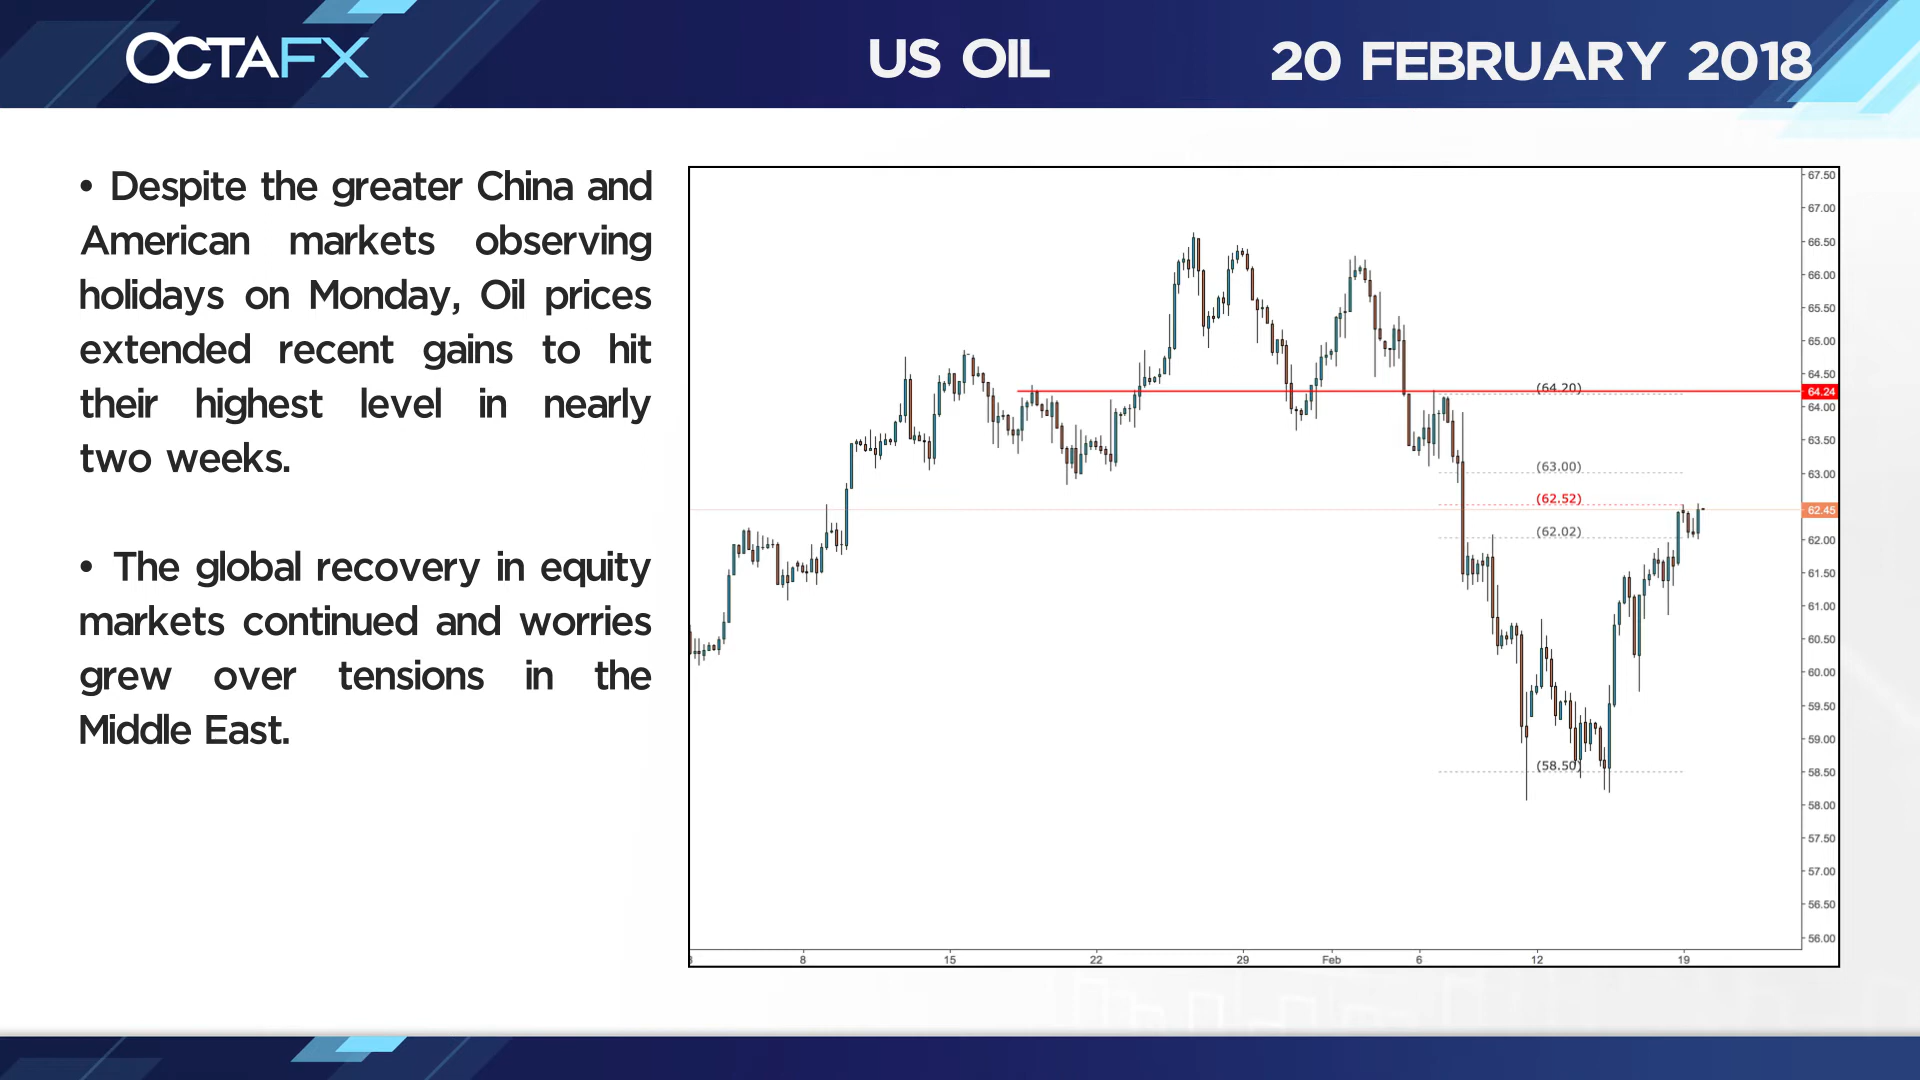 OCTAFX
US OIL
20 FEBRUARY 2018
• Despite the greater China and
American markets observing
holidays on Monday, Oil prices
extended recent gains to hit
their highest level in nearly
two weeks.
• The global recovery in equity
markets continued and worries
grew over tensions in the
Middle East.
67.50
67.00
66.50
66.00
65.50
65.00
64.50
(64.20)
64.24
64.00
63.50
(63.00)
63.00
(62.52)
62.45
(62.02)
62.00
61.50
61.00
60.50
60.00
59.50
59.00
(58.50)
58.50
58.00
57.50
57.00
56.50
56.00
8 15 22 29 Feb 6 12 19